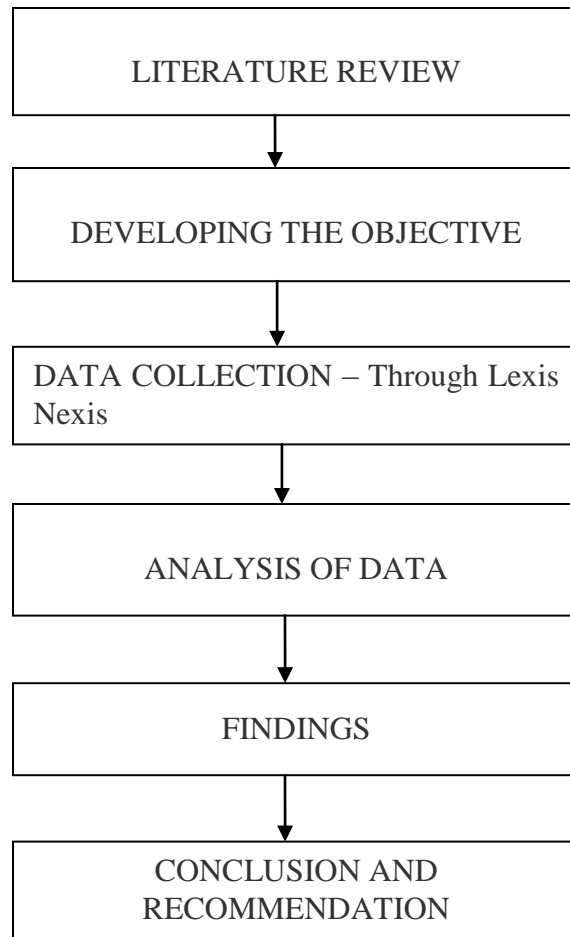 LITERATURE REVIEW
DEVELOPING THE OBJECTIVE
DATA COLLECTION – Through Lexis
Nexis
ANALYSIS OF DATA
FINDINGS
CONCLUSION AND
RECOMMENDATION